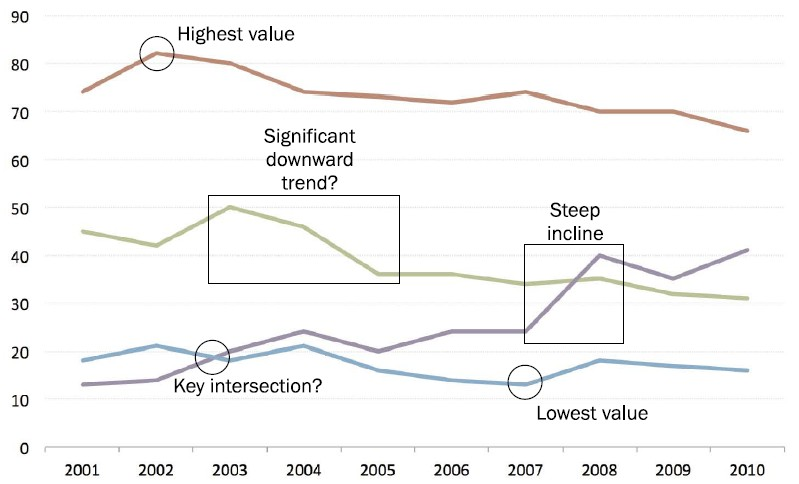 90
Highest value
80
70
Significant
downward
trend?
60
50
Steep
incline
40
30
20
Key intersection?
10
Lowest value
0
2001 2002 2003 2004 2005 2006 2007 2008 2009 2010